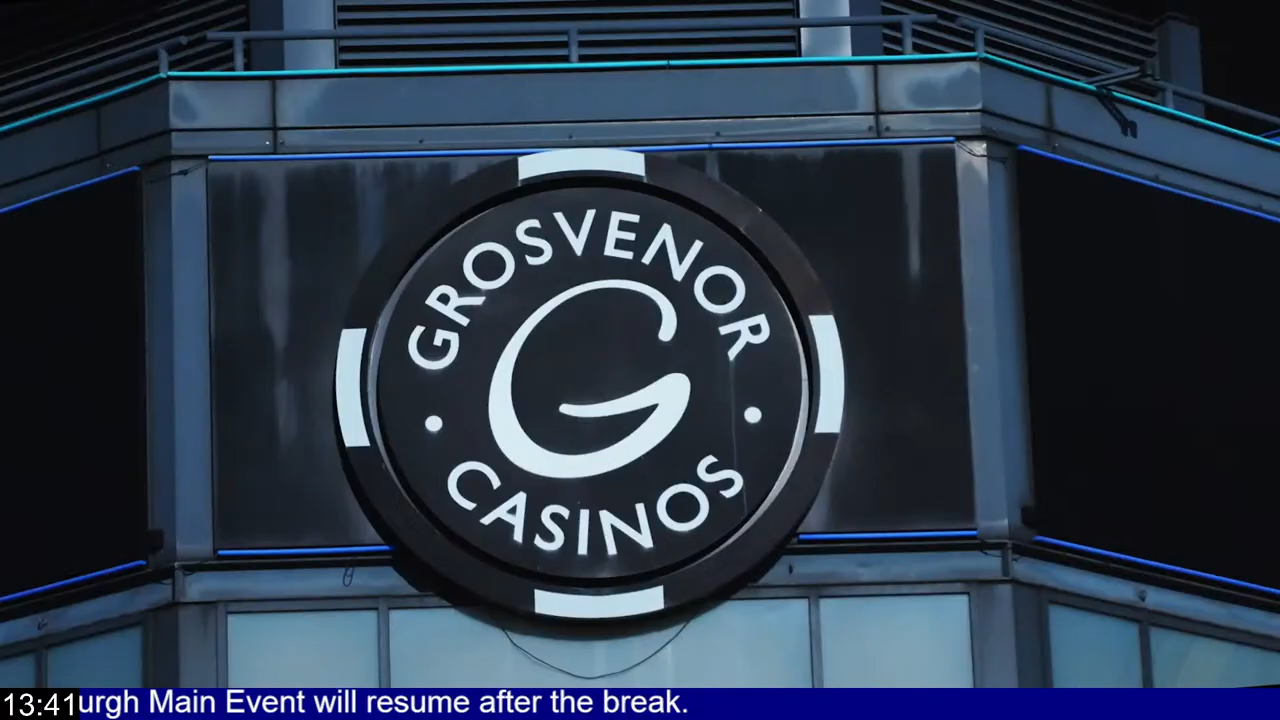 GROSVENOR
G
CASINOS
13:41
urgh Main Event will resume after the break.